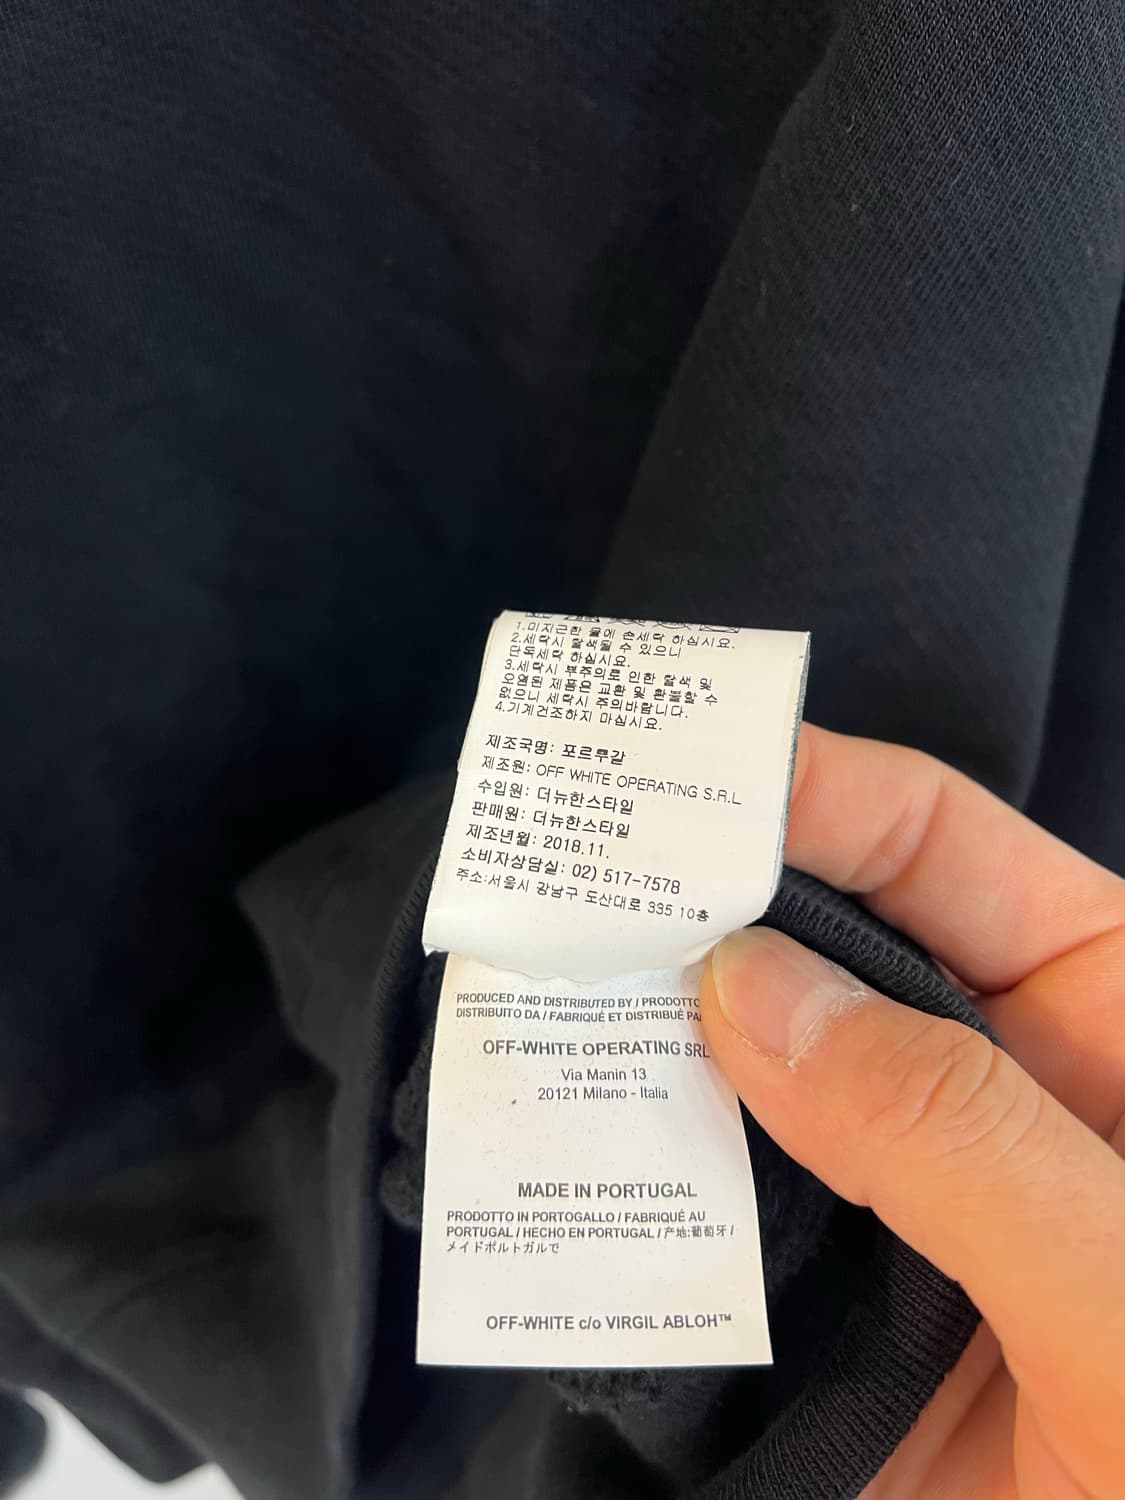 1.미지근한 물에 손세탁 하십시요.
2.세탁시 탈색될 수 있으니
단독세탁 하십시요.
3.세탁시 부주의로 인한 탈색 및
오염된 제품은 교환 및 환불할 수
없으니 세탁시 주의바랍니다.
4.기계건조하지 마십시요.
제조국명: 포르투갈
제조원: OFF WHITE OPERATING S.R.L
수입원: 더뉴한스타일
판매원: 더뉴한스타일
제조년월: 2018.11.
소비자상담실: 02) 517-7578
주소:서울시 강남구 도산대로 335 10층
PRODUCED AND DISTRIBUTED BY / PRODOTTO
DISTRIBUITO DA / FABRIQUÉ ET DISTRIBUÉ PA
OFF-WHITE OPERATING SRL
Via Manin 13
20121 Milano - Italia
MADE IN PORTUGAL
PRODOTTO IN PORTOGALLO / FABRIQUÉ AU
PORTUGAL / HECHO EN PORTUGAL / 产地:葡萄牙 /
メイドポルトガルで
OFF-WHITE c/o VIRGIL ABLOH™